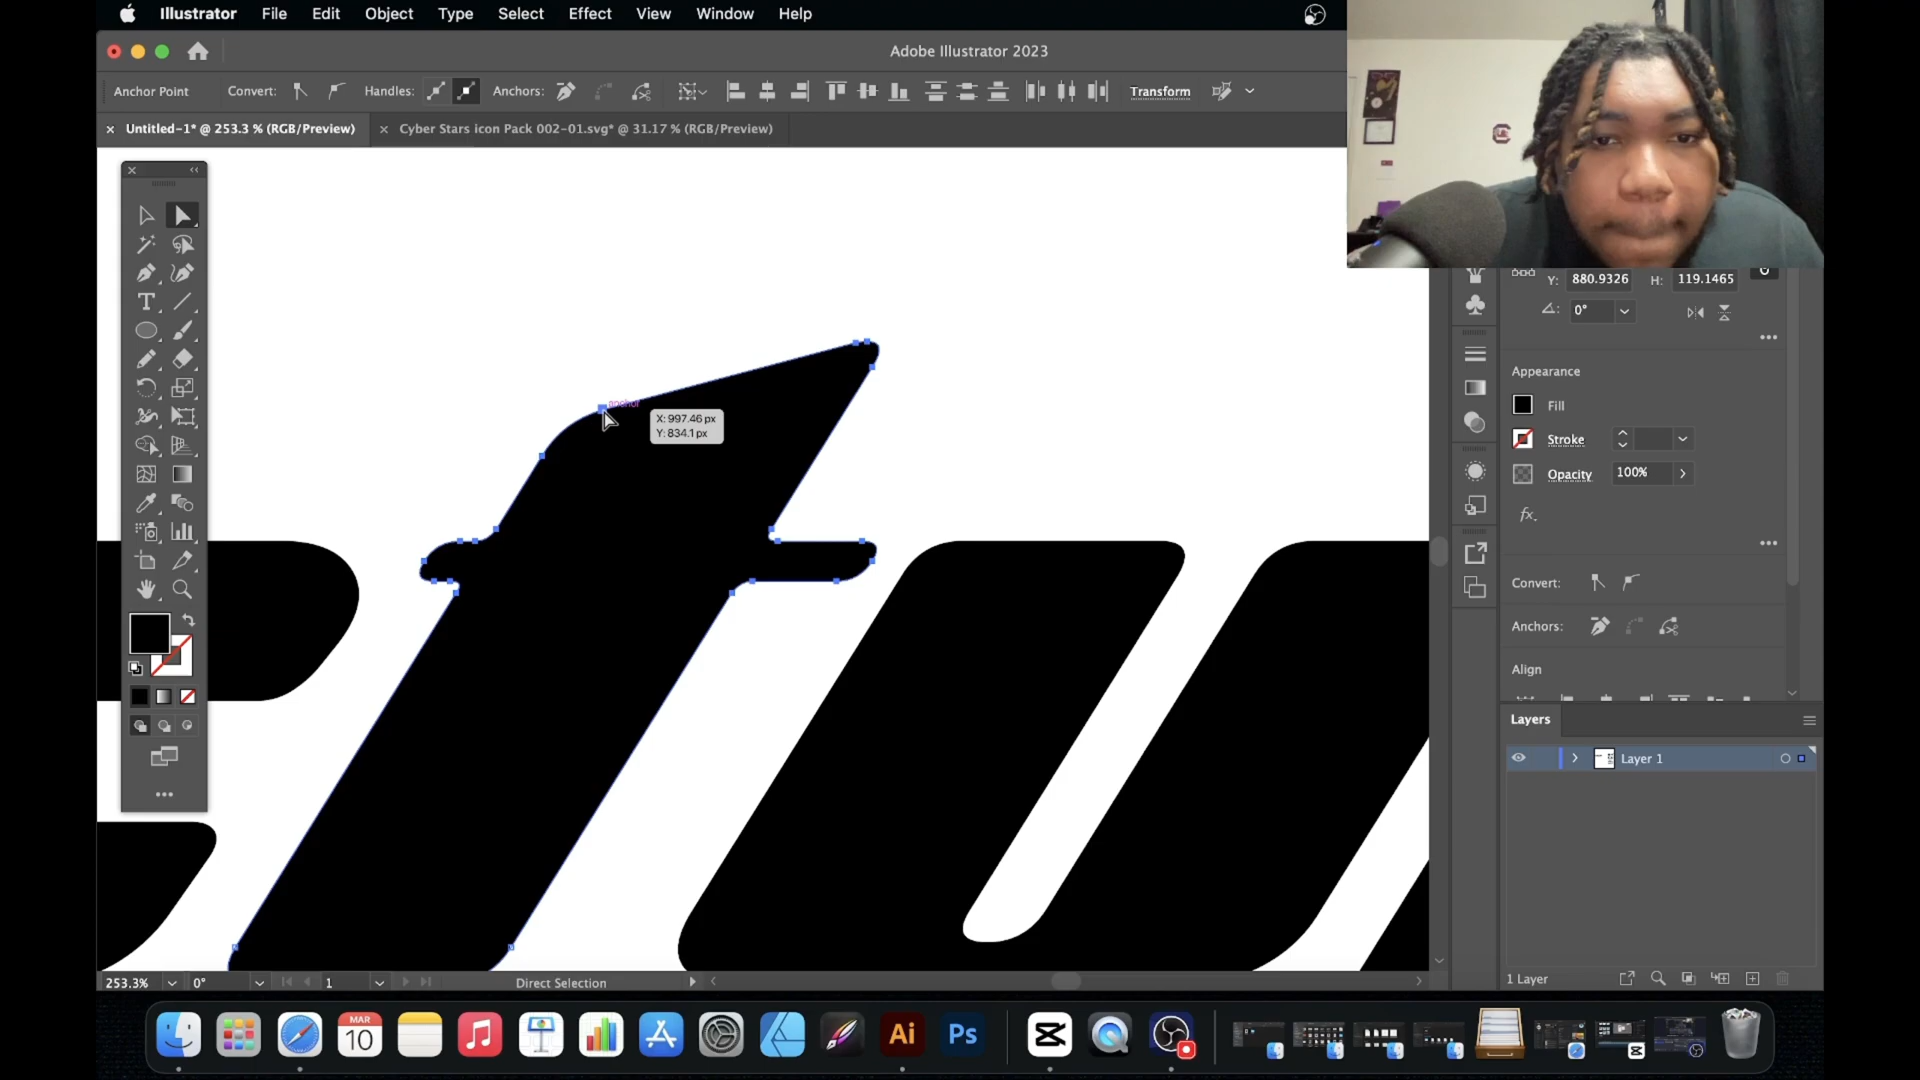 Illustrator File Edit Object Type Select Effect View Window Help
Adobe Illustrator 2023
Anchor Point Convert: Handles: Anchors: Transform
Untitled-1* @ 253.3 % (RGB/Preview) Cyber Stars icon Pack 002-01.svg* @ 31.17 % (RGB/Preview)
Y: 880.9326 H: 119.1465
0°
Appearance
Fill
Stroke
Opacity 100%
fx.
anchor
X: 997.46 px
Y: 834.1 px
Convert:
Anchors:
Align
Layers
Layer 1
253.3% 0° 1 Direct Selection
1 Layer
MAR
10
Ai
Ps